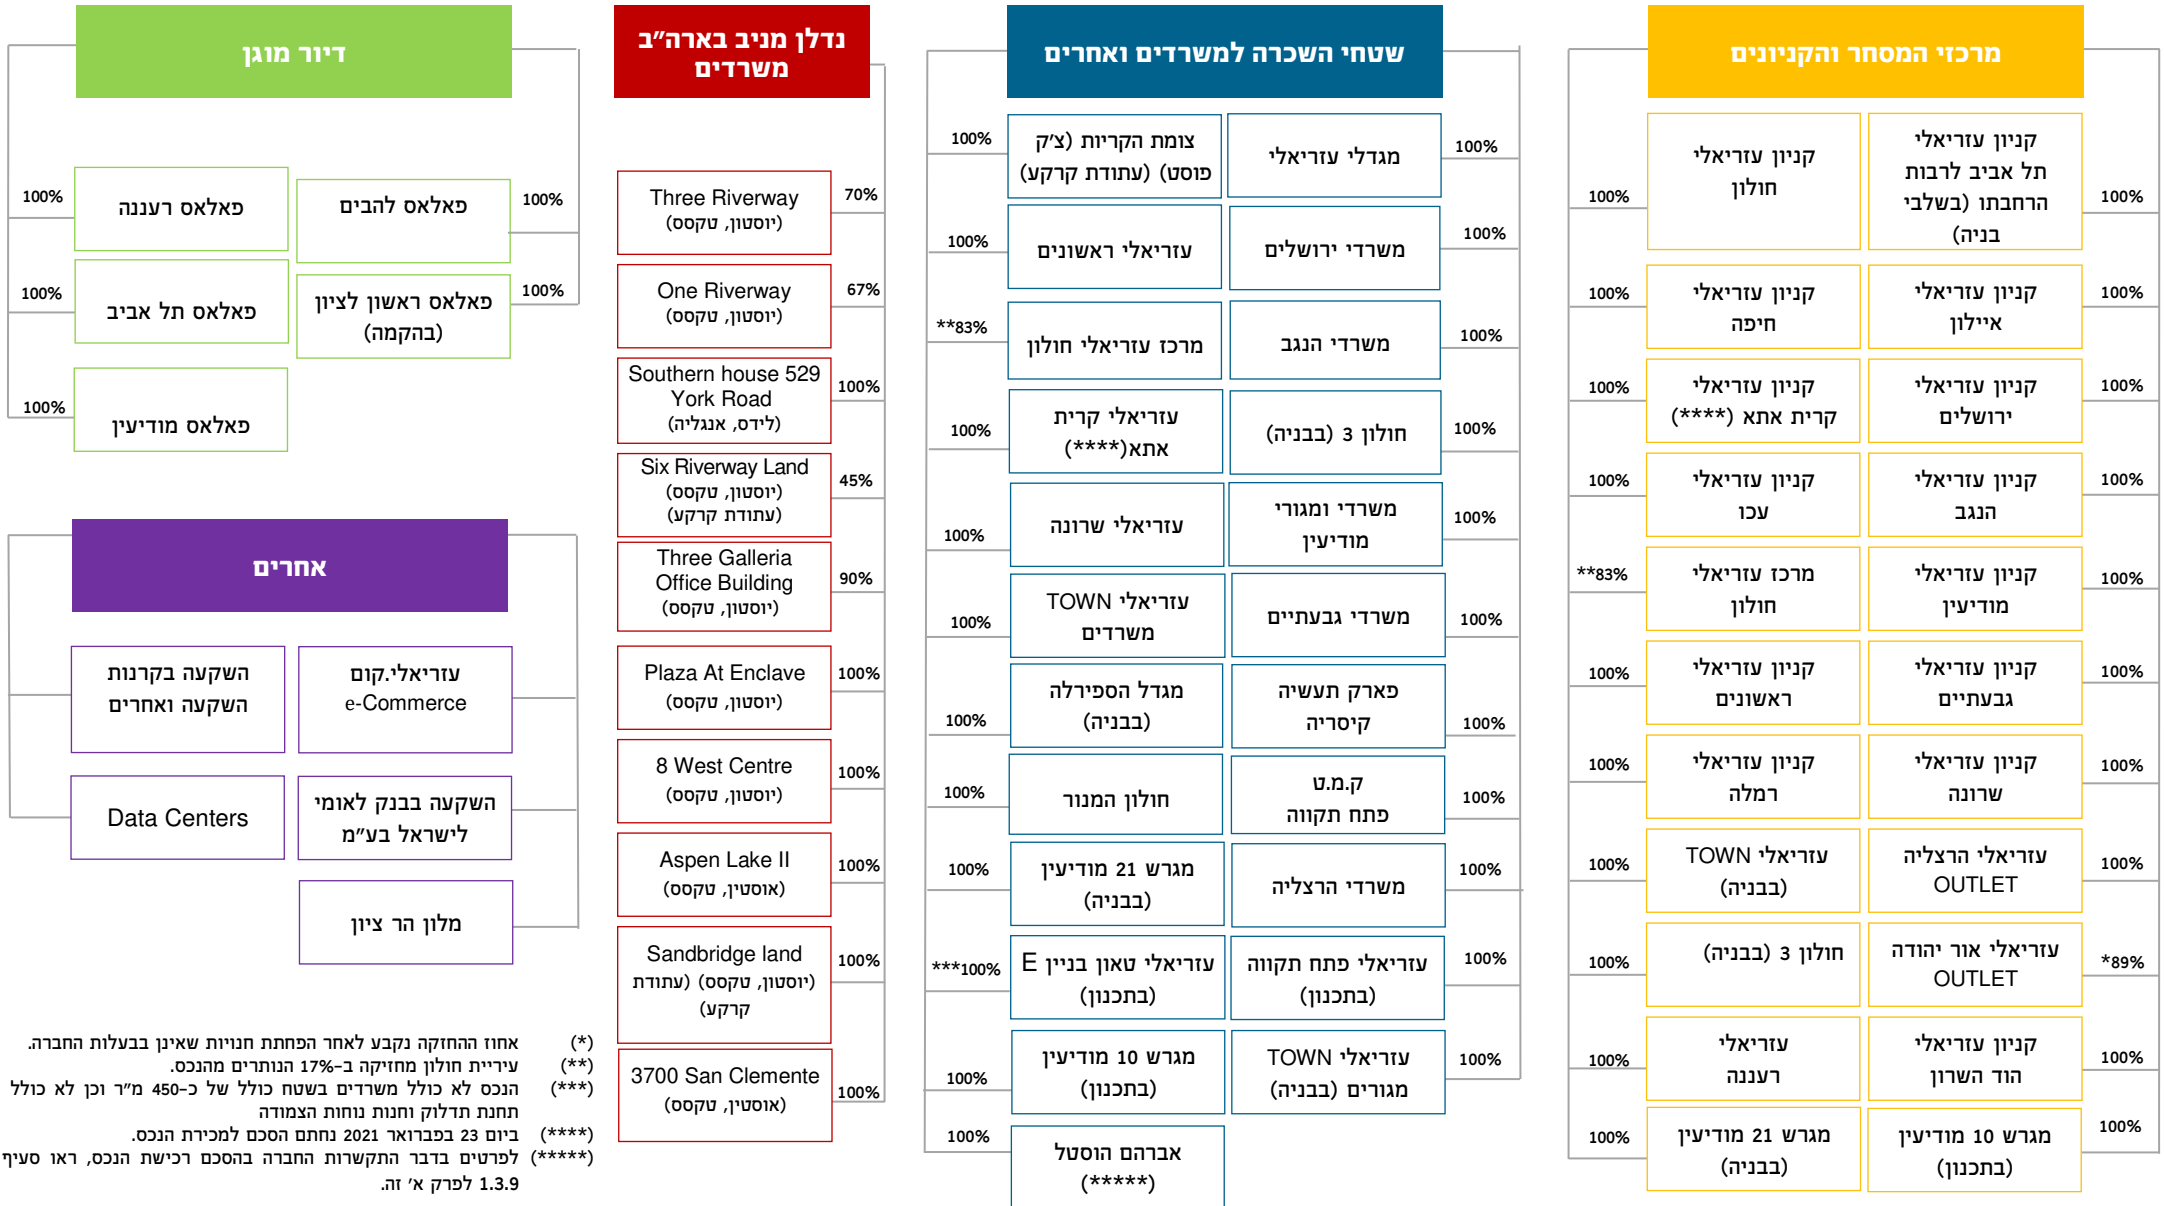 מרכזי המסחר והקניונים
קניון עזריאלי
תל אביב לרבות
הרחבתו (בשלבי
בניה)
100%
קניון עזריאלי
חולון
100%
קניון עזריאלי
איילון
100%
קניון עזריאלי
חיפה
100%
קניון עזריאלי
ירושלים
100%
קניון עזריאלי
קרית אתא (****)
100%
קניון עזריאלי
הנגב
100%
קניון עזריאלי
עכו
100%
קניון עזריאלי
מודיעין
100%
מרכז עזריאלי
חולון
**83%
קניון עזריאלי
גבעתיים
100%
קניון עזריאלי
ראשונים
100%
קניון עזריאלי
שרונה
100%
קניון עזריאלי
רמלה
100%
עזריאלי הרצליה
OUTLET
100%
עזריאלי TOWN
(בבניה)
100%
עזריאלי אור יהודה
OUTLET
*89%
חולון 3 (בבניה)
100%
קניון עזריאלי
הוד השרון
100%
עזריאלי
רעננה
100%
מגרש 10 מודיעין
(בתכנון)
100%
מגרש 21 מודיעין
(בבניה)
100%
שטחי השכרה למשרדים ואחרים
מגדלי עזריאלי
100%
צומת הקריות (צ'ק
פוסט) (עתודת קרקע)
100%
משרדי ירושלים
100%
עזריאלי ראשונים
100%
משרדי הנגב
100%
מרכז עזריאלי חולון
**83%
חולון 3 (בבניה)
100%
עזריאלי קרית
אתא(****)
100%
משרדי ומגורי
מודיעין
100%
עזריאלי שרונה
100%
משרדי גבעתיים
100%
עזריאלי TOWN
משרדים
100%
פארק תעשיה
קיסריה
100%
מגדל הספירלה
(בבניה)
100%
ק.מ.ט
פתח תקווה
100%
חולון המנור
100%
משרדי הרצליה
100%
מגרש 21 מודיעין
(בבניה)
100%
עזריאלי פתח תקווה
(בתכנון)
100%
עזריאלי טאון בניין E
(בתכנון)
***100%
עזריאלי TOWN
מגורים (בבניה)
100%
מגרש 10 מודיעין
(בתכנון)
100%
אברהם הוסטל
(*****)
100%
נדלן מניב בארה"ב
משרדים
Three Riverway
(יוסטון, טקסס)
70%
One Riverway
(יוסטון, טקסס)
67%
Southern house 529
York Road
(לידס, אנגליה)
100%
Six Riverway Land
(יוסטון, טקסס)
(עתודת קרקע)
45%
Three Galleria
Office Building
(יוסטון, טקסס)
90%
Plaza At Enclave
(יוסטון, טקסס)
100%
8 West Centre
(יוסטון, טקסס)
100%
Aspen Lake II
(אוסטין, טקסס)
100%
Sandbridge land
(יוסטון, טקסס) (עתודת
קרקע)
100%
3700 San Clemente
(אוסטין, טקסס)
100%
דיור מוגן
פאלאס להבים
100%
פאלאס רעננה
100%
פאלאס ראשון לציון
(בהקמה)
100%
פאלאס תל אביב
100%
פאלאס מודיעין
100%
אחרים
עזריאלי.קום
e-Commerce
השקעה בקרנות
השקעה ואחרים
השקעה בבנק לאומי
לישראל בע"מ
Data Centers
מלון הר ציון
(*) אחוז ההחזקה נקבע לאחר הפחתת חנויות שאינן בבעלות החברה.
(**) עיריית חולון מחזיקה ב-17% הנותרים מהנכס.
(***) הנכס לא כולל משרדים בשטח כולל של כ-450 מ"ר וכן לא כולל
תחנת תדלוק וחנות נוחות הצמודה
(****) ביום 23 בפברואר 2021 נחתם הסכם למכירת הנכס.
(*****) לפרטים בדבר התקשרות החברה בהסכם רכישת הנכס, ראו סעיף
1.3.9 לפרק א' זה.